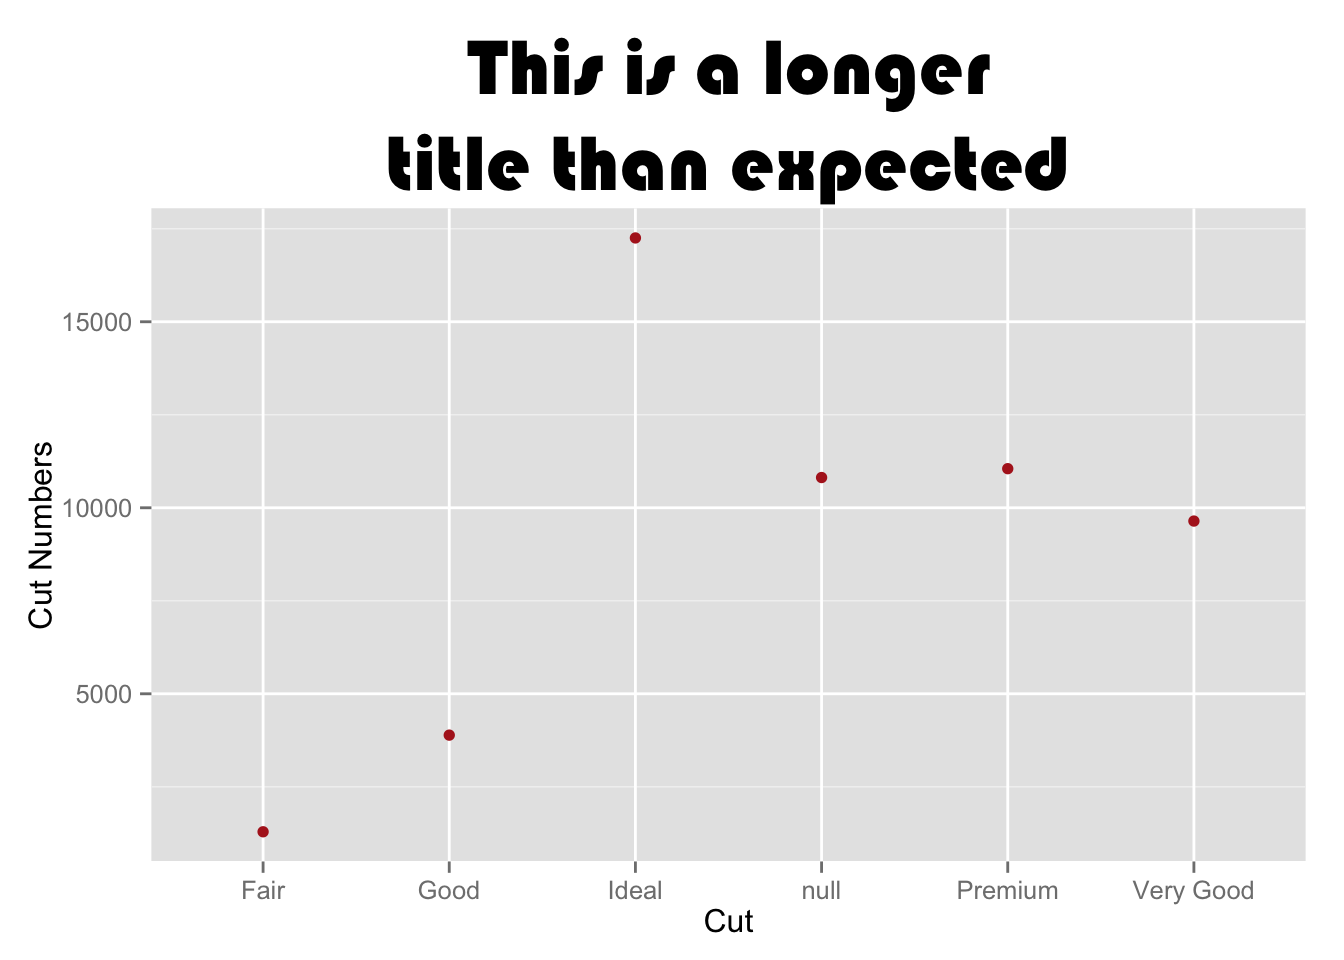 This is a longer
title than expected
15000
10000
5000
Cut Numbers
Fair Good Ideal null Premium Very Good
Cut